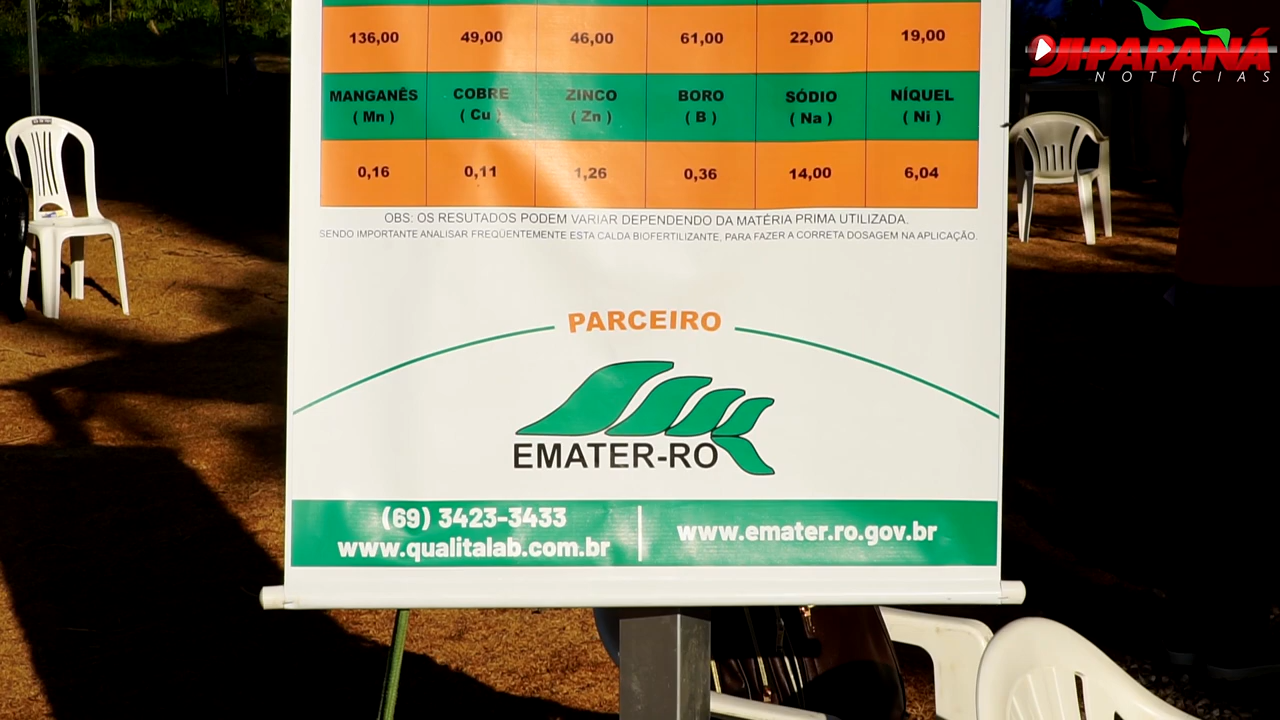 136,00 49,00 46,00 61,00 22,00 19,00
MANGANÊS COBRE ZINCO BORO SÓDIO NÍQUEL
( Mn ) ( Cu ) ( Zn ) ( B ) ( Na ) ( Ni )
0,16 0,11 1,26 0,36 14,00 6,04
OBS: OS RESUTADOS PODEM VARIAR DEPENDENDO DA MATÉRIA PRIMA UTILIZADA.
SENDO IMPORTANTE ANALISAR FREQÜENTEMENTE ESTA CALDA BIOFERTILIZANTE, PARA FAZER A CORRETA DOSAGEM NA APLICAÇÃO.
PARCEIRO
EMATER-RO
(69) 3423-3433
www.qualitalab.com.br
www.emater.ro.gov.br
JI-PARANÁ
NOTÍCIAS